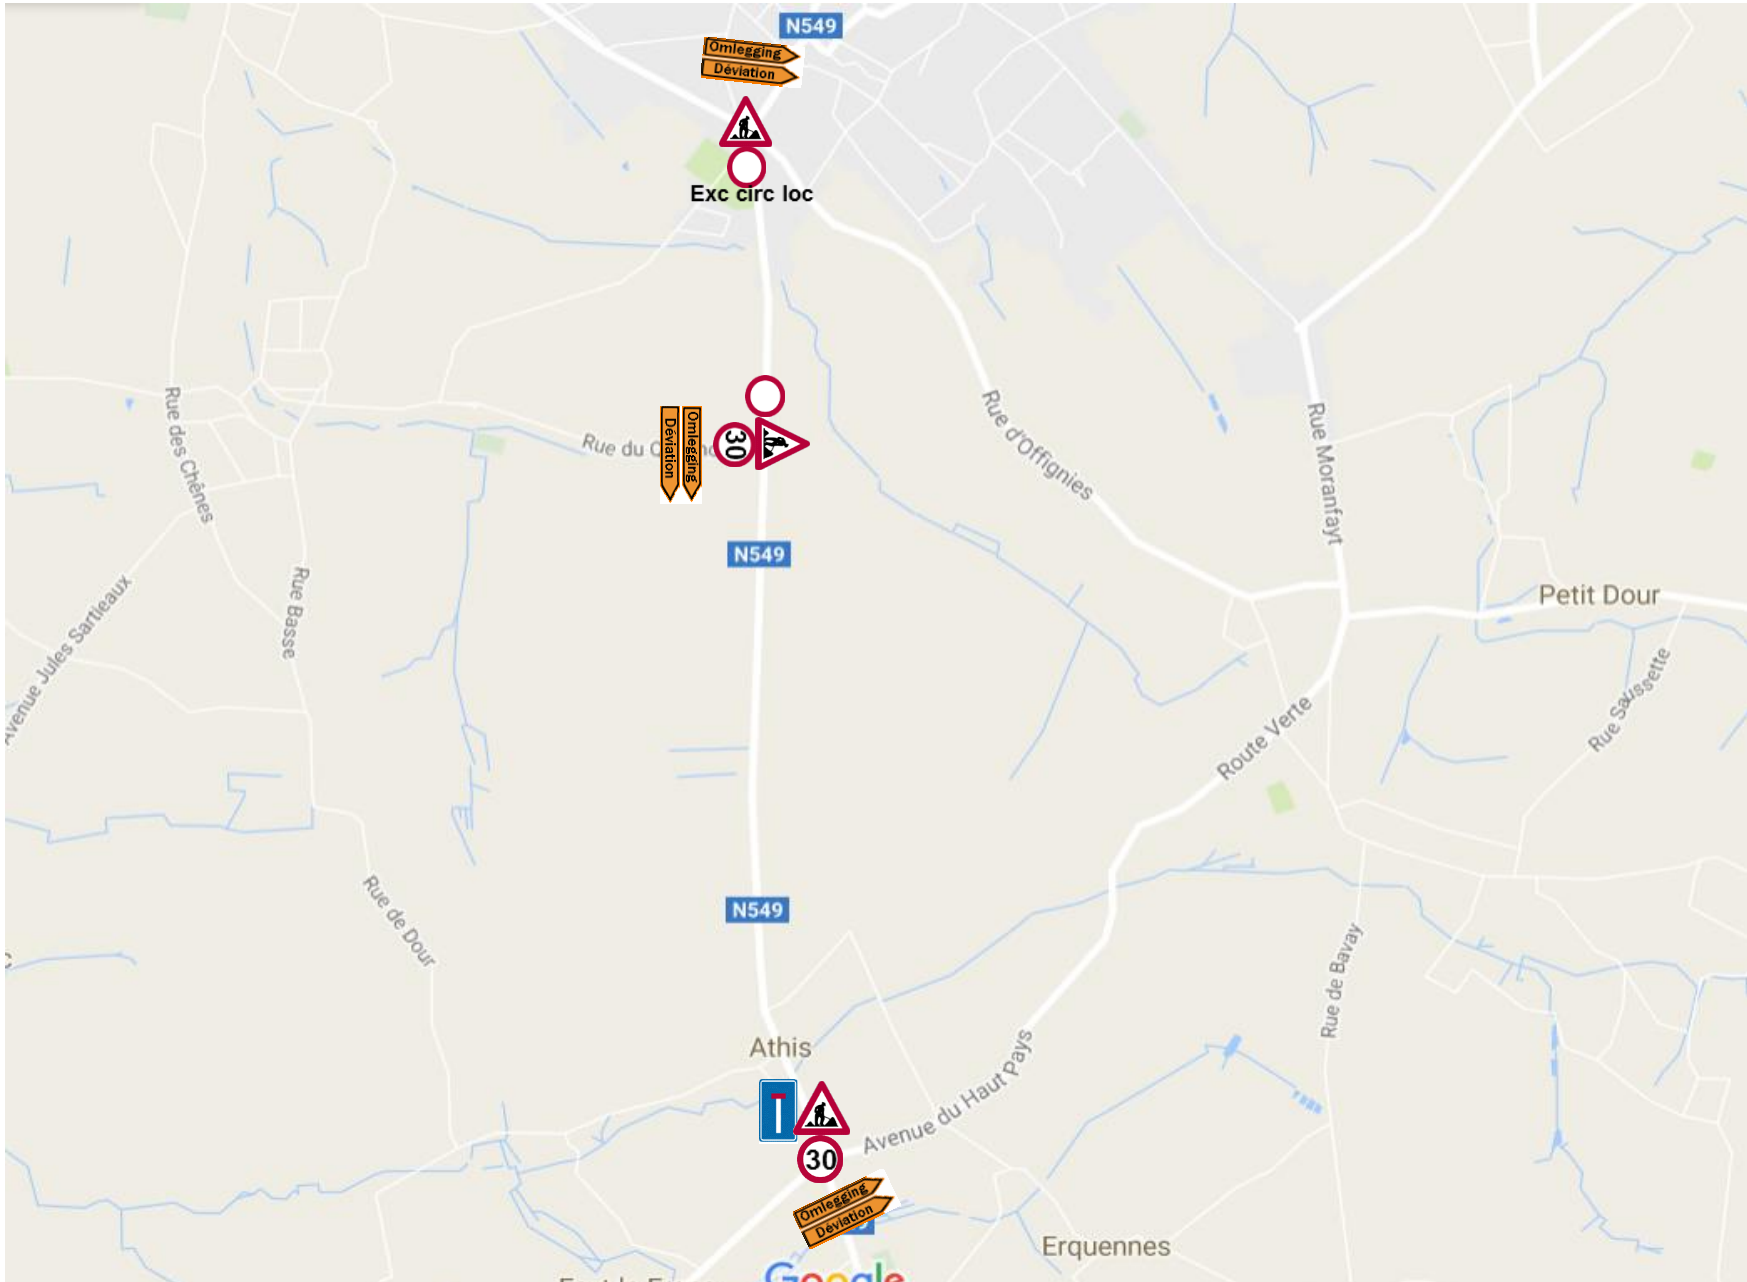 N549
Omlegging
Déviation
Exc circ loc
Rue des Chênes
Rue du
Déviation
Omlegging
30
Rue d'Offignies
Rue Moranfayt
N549
Petit Dour
Rue Basse
Avenue Jules Sartieaux
Rue Saussette
Route Verte
N549
Rue de Dour
Rue de Bavay
Athis
Avenue du Haut Pays
30
Omlegging
Déviation
Erquennes
Google